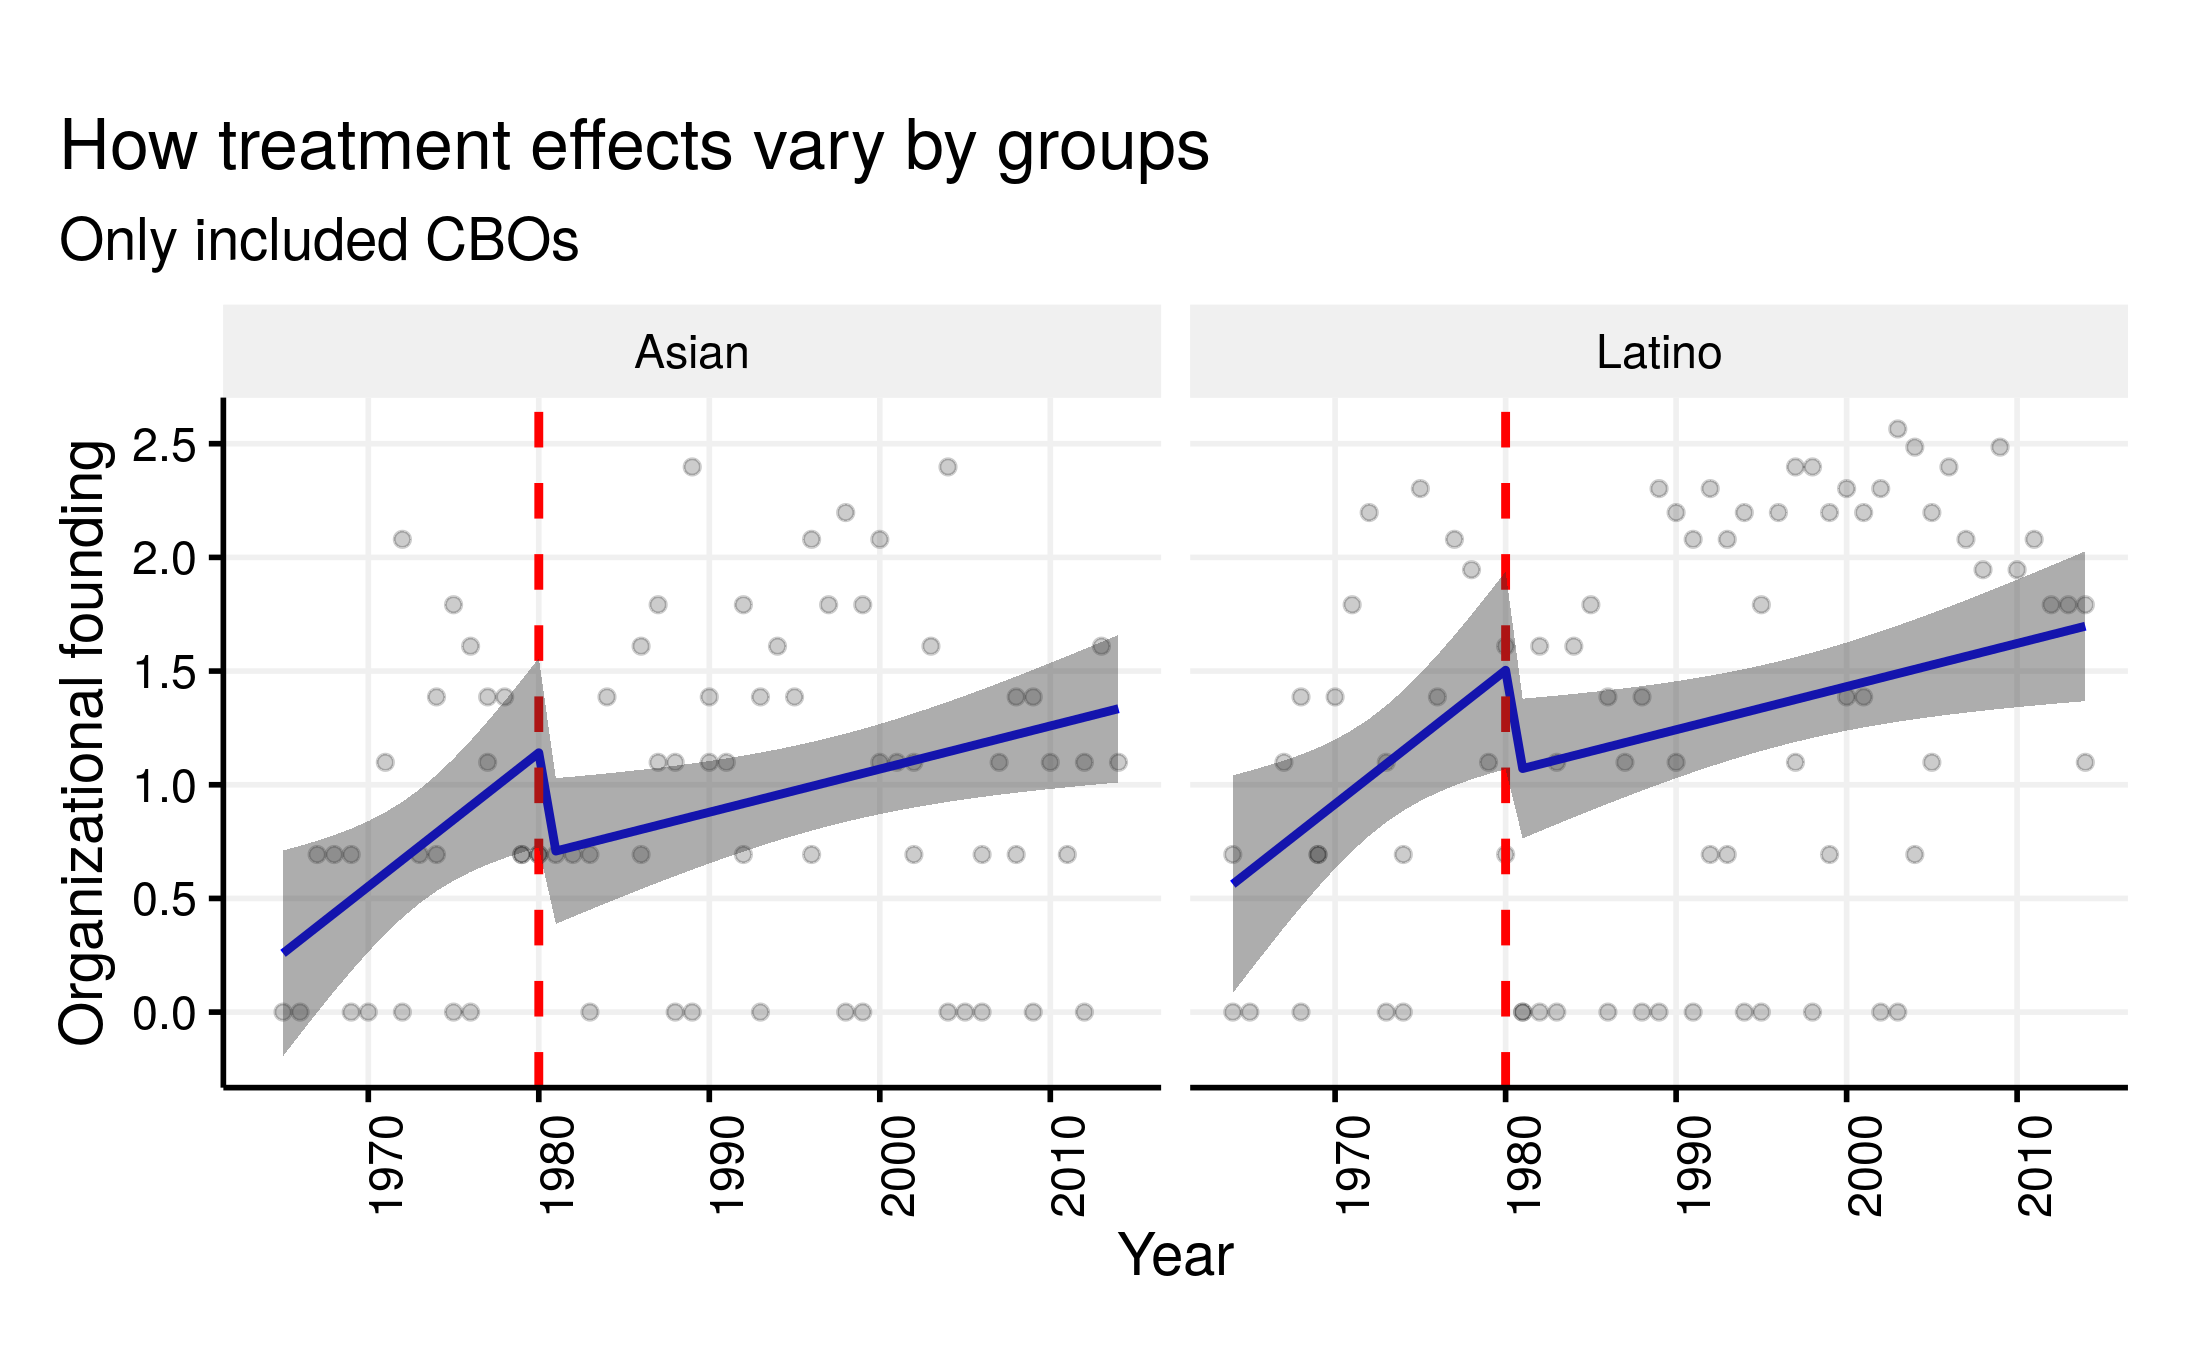 How treatment effects vary by groups
Only included CBOs
Asian
Latino
Organizational founding
2.5
2.0
1.5
1.0
0.5
0.0
1970 1980 1990 2000 2010
1970 1980 1990 2000 2010
Year